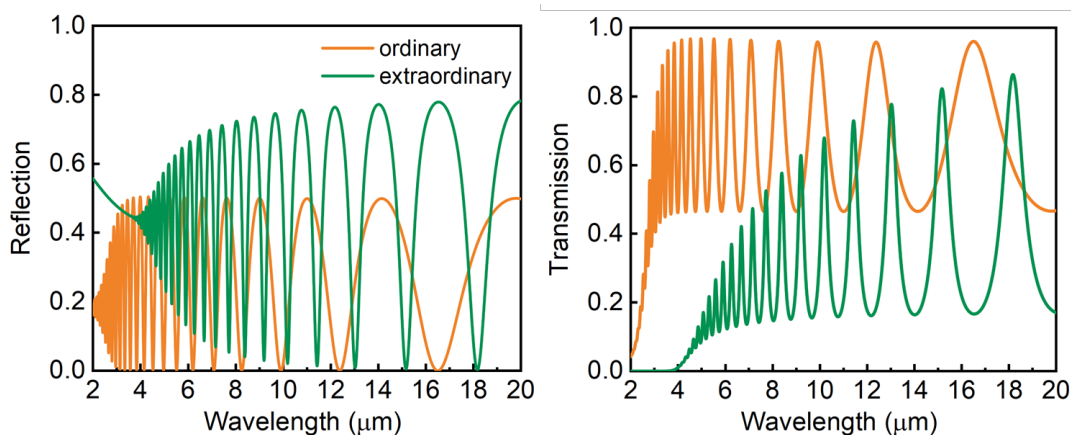 1.0
0.8
0.6
0.4
0.2
0.0
Reflection
ordinary
extraordinary
2 4 6 8 10 12 14 16 18 20
Wavelength (μm)
1.0
0.8
0.6
0.4
0.2
0.0
Transmission
2 4 6 8 10 12 14 16 18 20
Wavelength (μm)